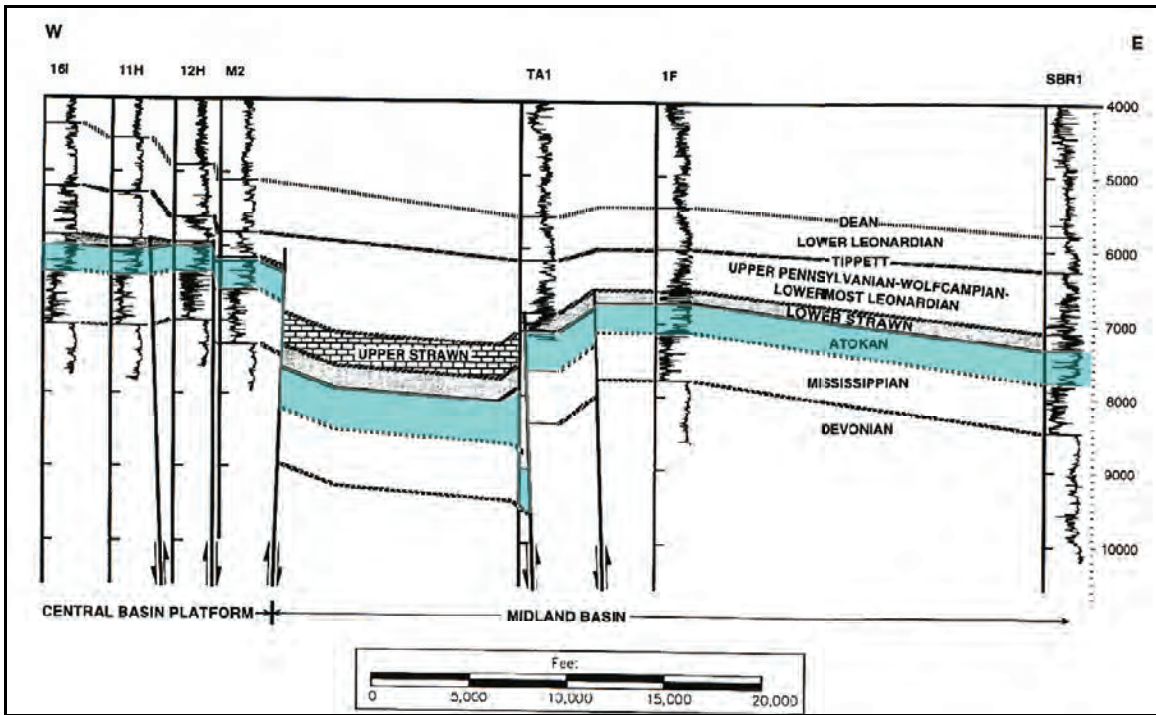 W
E
16I 11H 12H M2 TA1 1F SBR1
4000
5000
DEAN
LOWER LEONARDIAN
6000
TIPPETT
UPPER PENNSYLVANIAN-WOLFCAMPIAN-
LOWERMOST LEONARDIAN
LOWER STRAWN
7000
UPPER STRAWN
ATOKAN
MISSISSIPPIAN
8000
DEVONIAN
9000
10000
CENTRAL BASIN PLATFORM
MIDLAND BASIN
Fee:
0 5,000 10,000 15,000 20,000